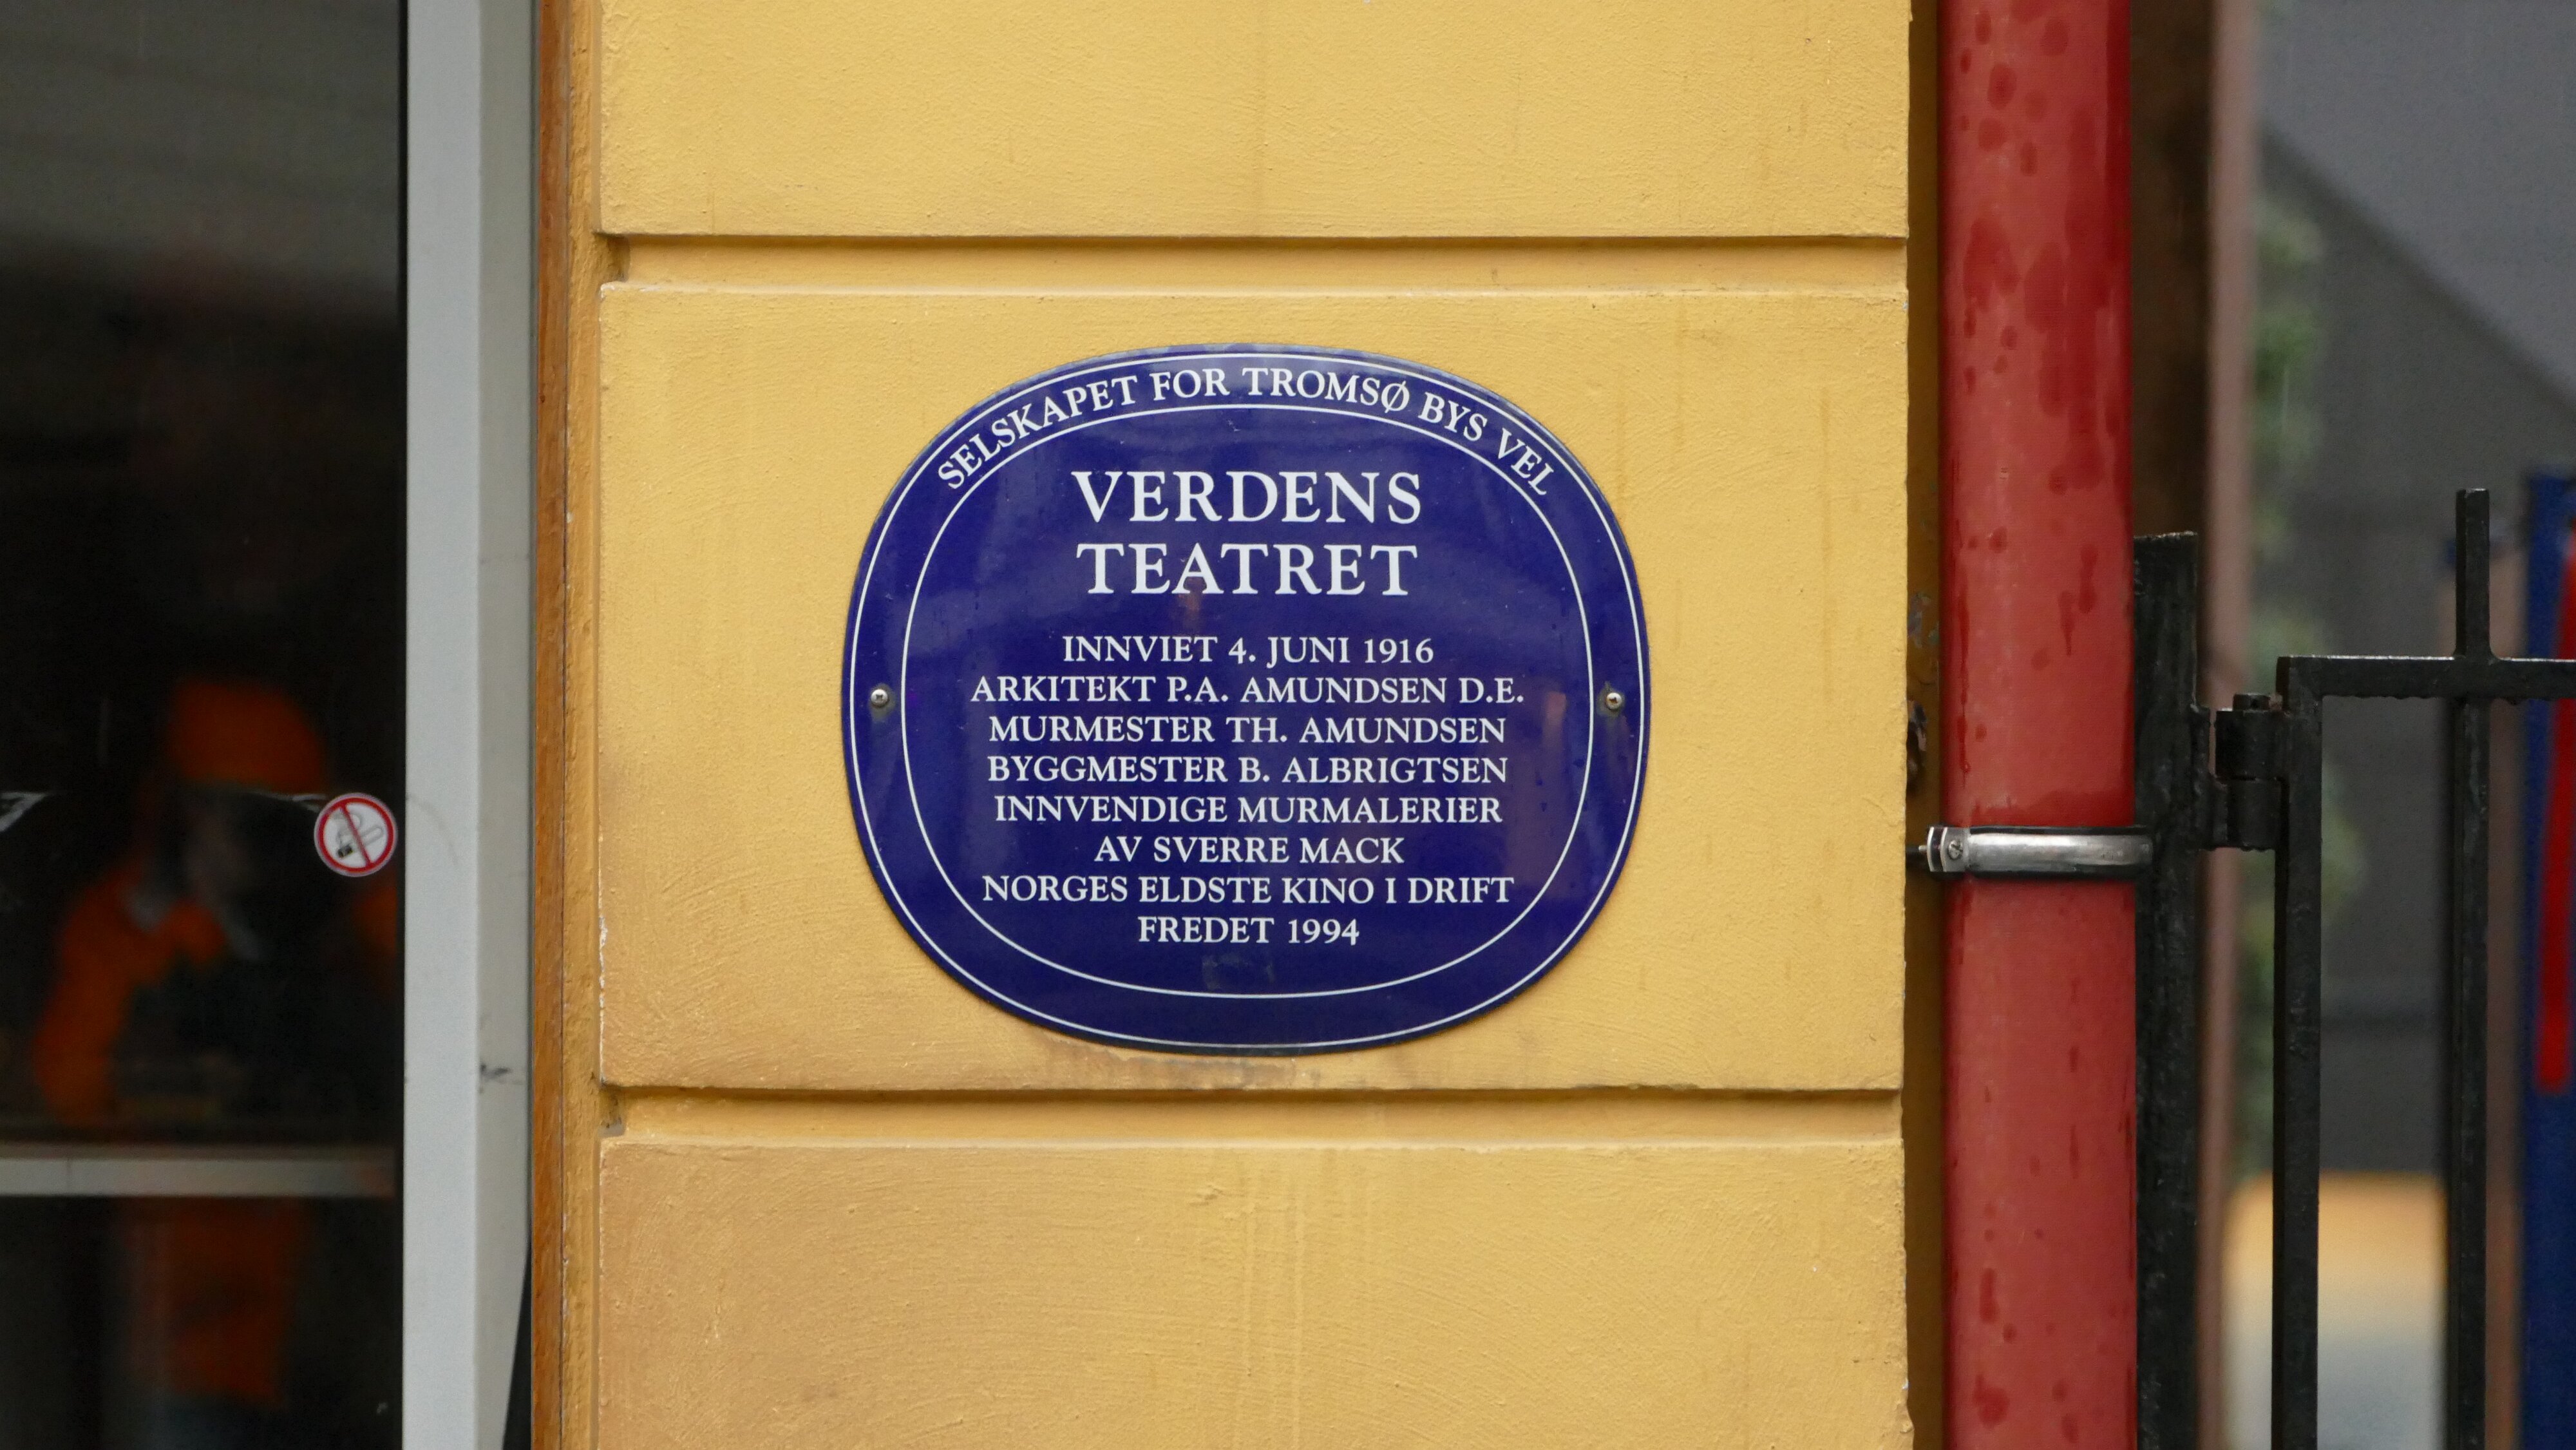 SELSKAPET FOR TROMSØ BYS VEL
VERDENS
TEATRET
INNVIET 4. JUNI 1916
ARKITEKT P.A. AMUNDSEN D.E.
MURMESTER TH. AMUNDSEN
BYGGMESTER B. ALBRIGTSEN
INNVENDIGE MURMALERIER
AV SVERRE MACK
NORGES ELDSTE KINO I DRIFT
FREDET 1994